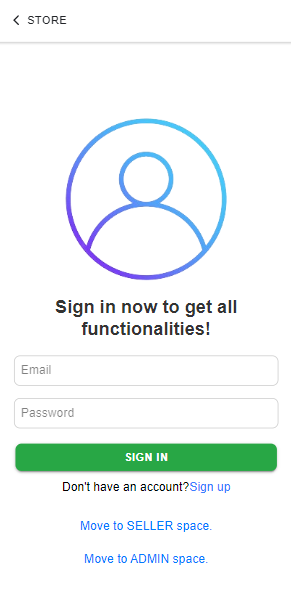 STORE
Sign in now to get all
functionalities!
Email
Password
SIGN IN
Don't have an account?Sign up
Move to SELLER space.
Move to ADMIN space.